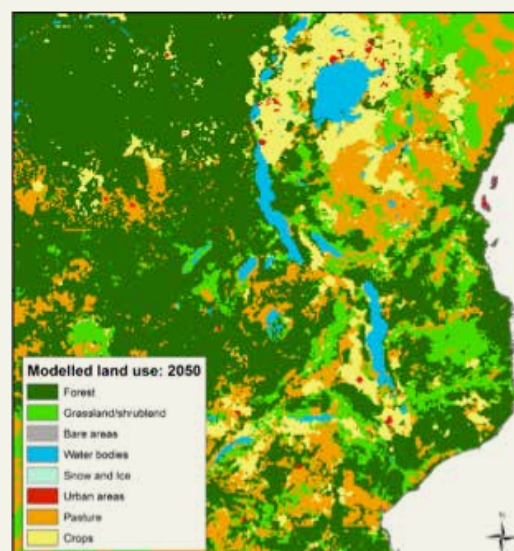 Modelled land use: 2050
Forest
Grassland/shrubland
Bare areas
Water bodies
Snow and Ice
Urban areas
Pasture
Crops